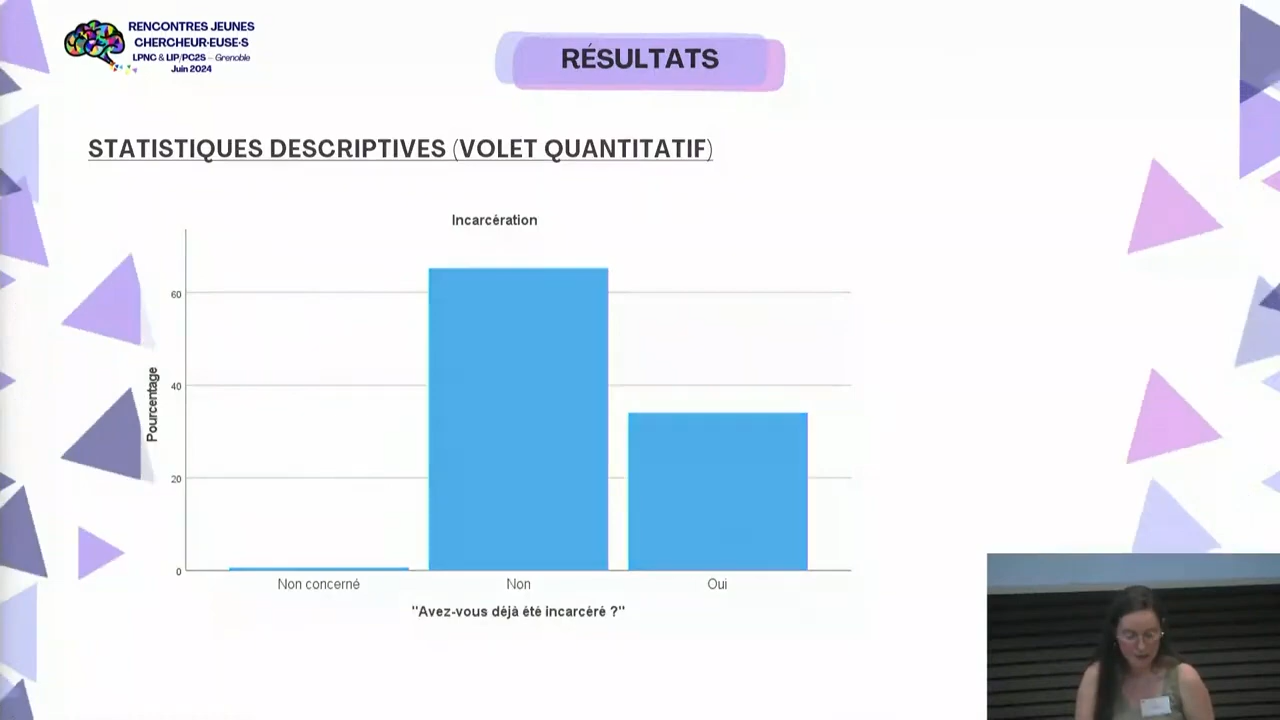 RENCONTRES JEUNES
CHERCHEUR·EUSE·S
LPNC & LIP/PC2S – Grenoble
Juin 2024
RÉSULTATS
STATISTIQUES DESCRIPTIVES (VOLET QUANTITATIF)
Incarcération
Pourcentage
60
40
20
0
Non concerné
Non
Oui
"Avez-vous déjà été incarcéré ?"